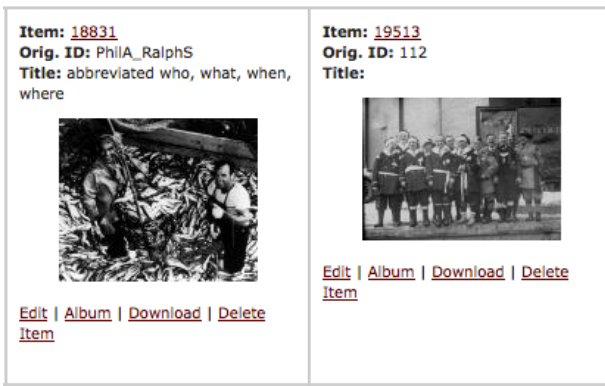 Item: 18831
Orig. ID: PhilA_RalphS
Title: abbreviated who, what, when,
where
Edit | Album | Download | Delete
Item
Item: 19513
Orig. ID: 112
Title:
Edit | Album | Download | Delete
Item